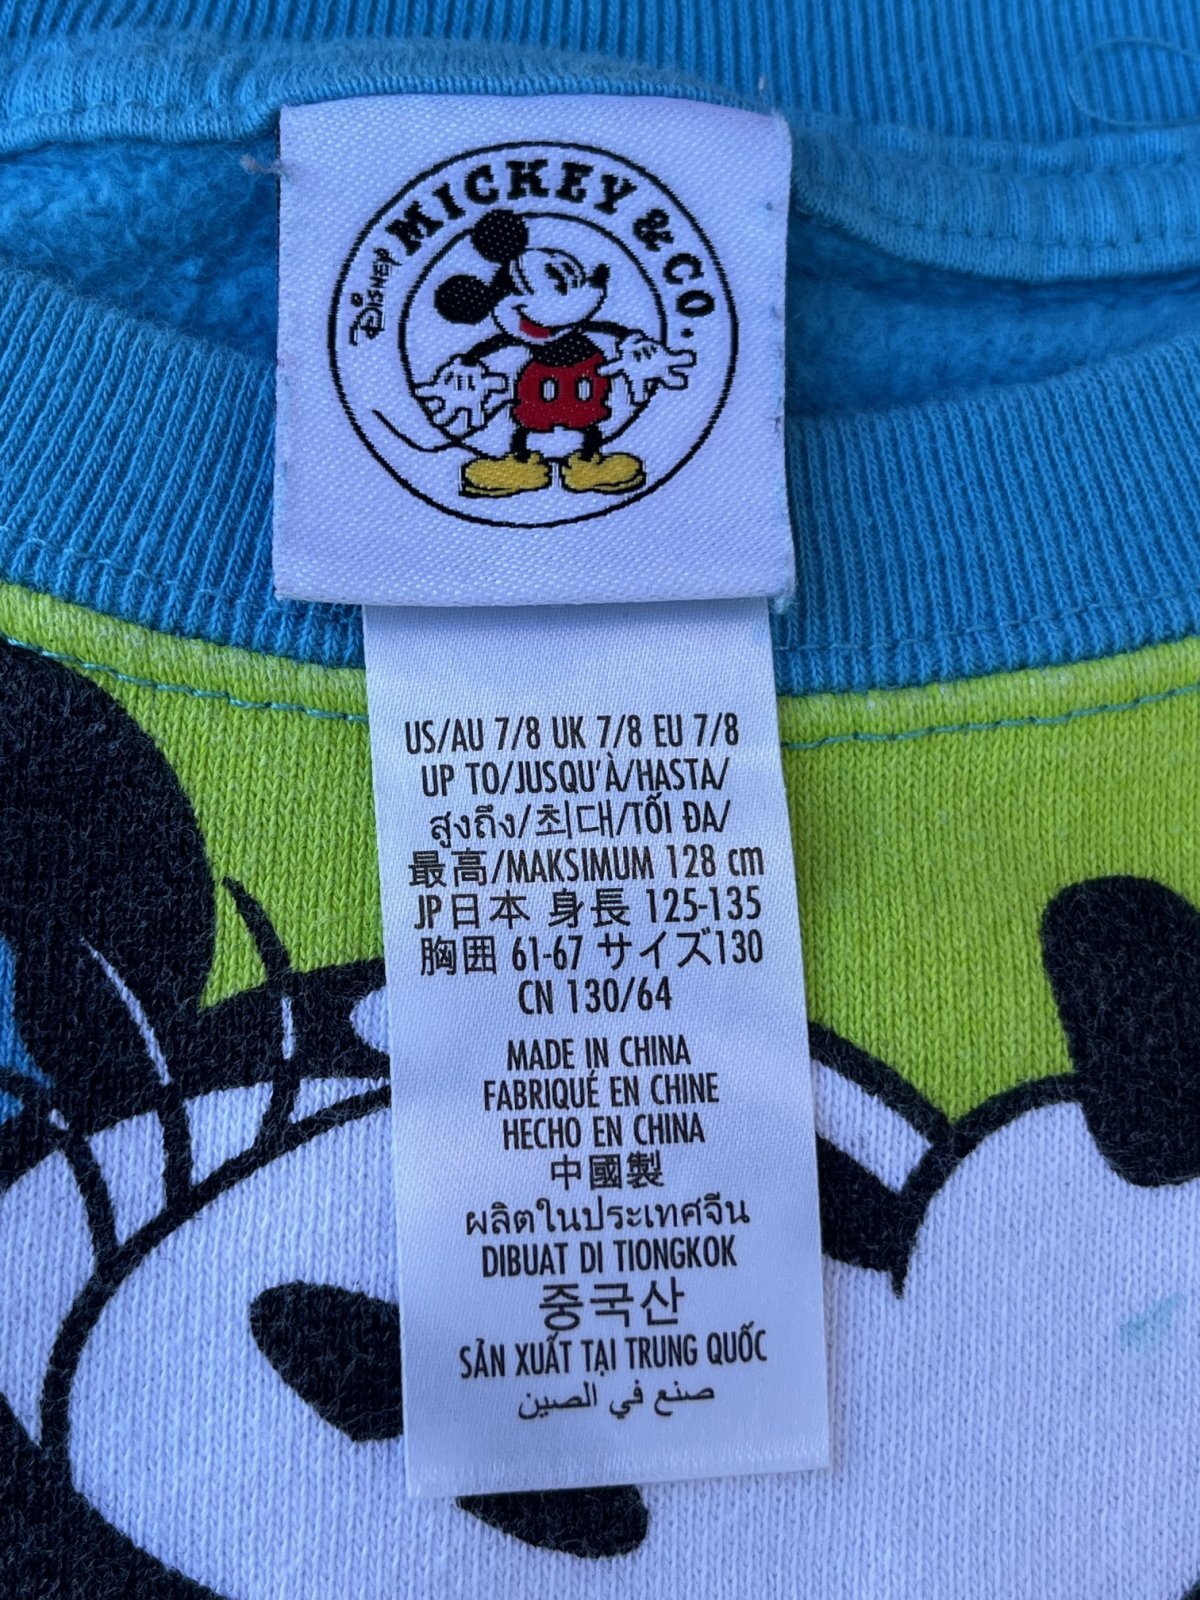 Disney MICKEY & CO.
US/AU 7/8 UK 7/8 EU 7/8
UP TO/JUSQU'À/HASTA/
สูงถึง/최대/TỐI ĐA/
最高/MAKSIMUM 128 cm
JP日本 身長 125-135
胸囲 61-67 サイズ130
CN 130/64
MADE IN CHINA
FABRIQUÉ EN CHINE
HECHO EN CHINA
中國製
ผลิตในประเทศจีน
DIBUAT DI TIONGKOK
중국산
SẢN XUẤT TẠI TRUNG QUỐC
صنع في الصين